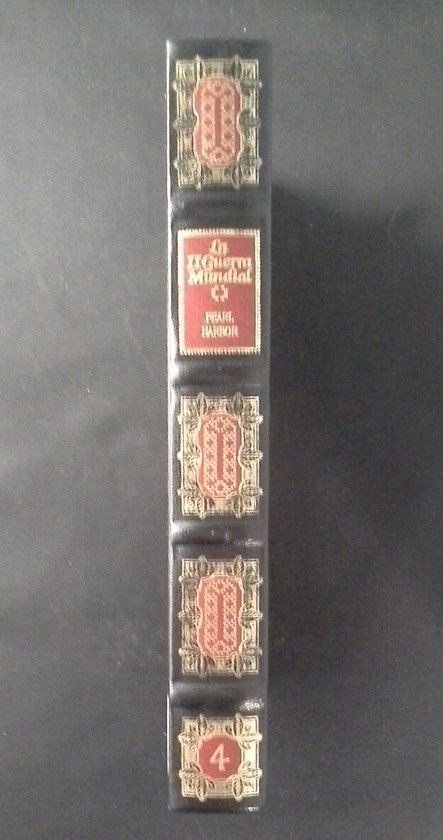 La
II Guerra
Mundial
PEARL
HARBOR
4